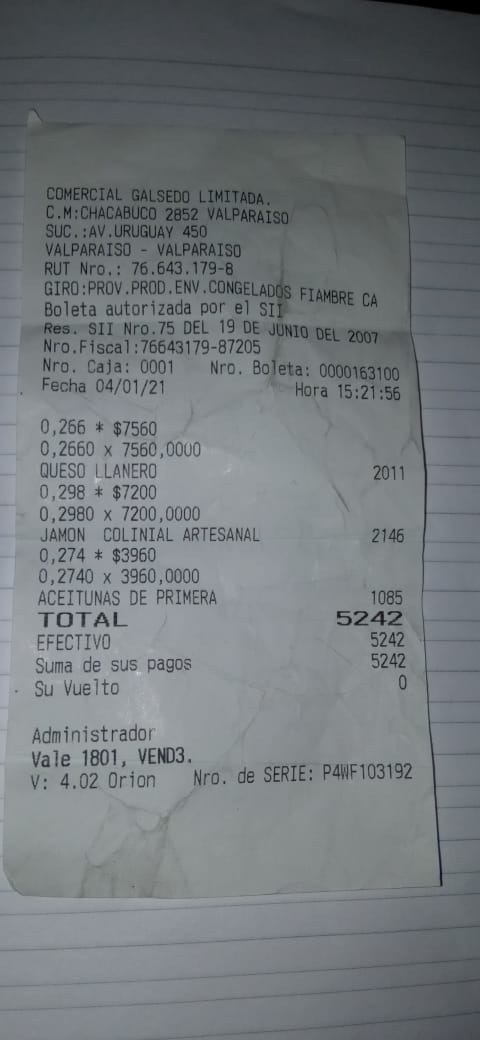 COMERCIAL GALSEDO LIMITADA.
C.M:CHACABUCO 2852 VALPARAISO
SUC.:AV.URUGUAY 450
VALPARAISO - VALPARAISO
RUT Nro.: 76.643.179-8
GIRO:PROV.PROD.ENV.CONGELADOS FIAMBRE CA
Boleta autorizada por el SII
Res. SII Nro.75 DEL 19 DE JUNIO DEL 2007
Nro.Fiscal:76643179-87205
Nro. Caja: 0001 Nro. Boleta: 0000163100
Fecha 04/01/21 Hora 15:21:56
0,266 * $7560
0,2660 x 7560,0000
QUESO LLANERO 2011
0,298 * $7200
0,2980 x 7200,0000
JAMON COLINIAL ARTESANAL 2146
0,274 * $3960
0,2740 x 3960,0000
ACEITUNAS DE PRIMERA 1085
TOTAL 5242
EFECTIVO 5242
Suma de sus pagos 5242
Su Vuelto 0
Administrador
Vale 1801, VEND3.
V: 4.02 Orion Nro. de SERIE: P4WF103192